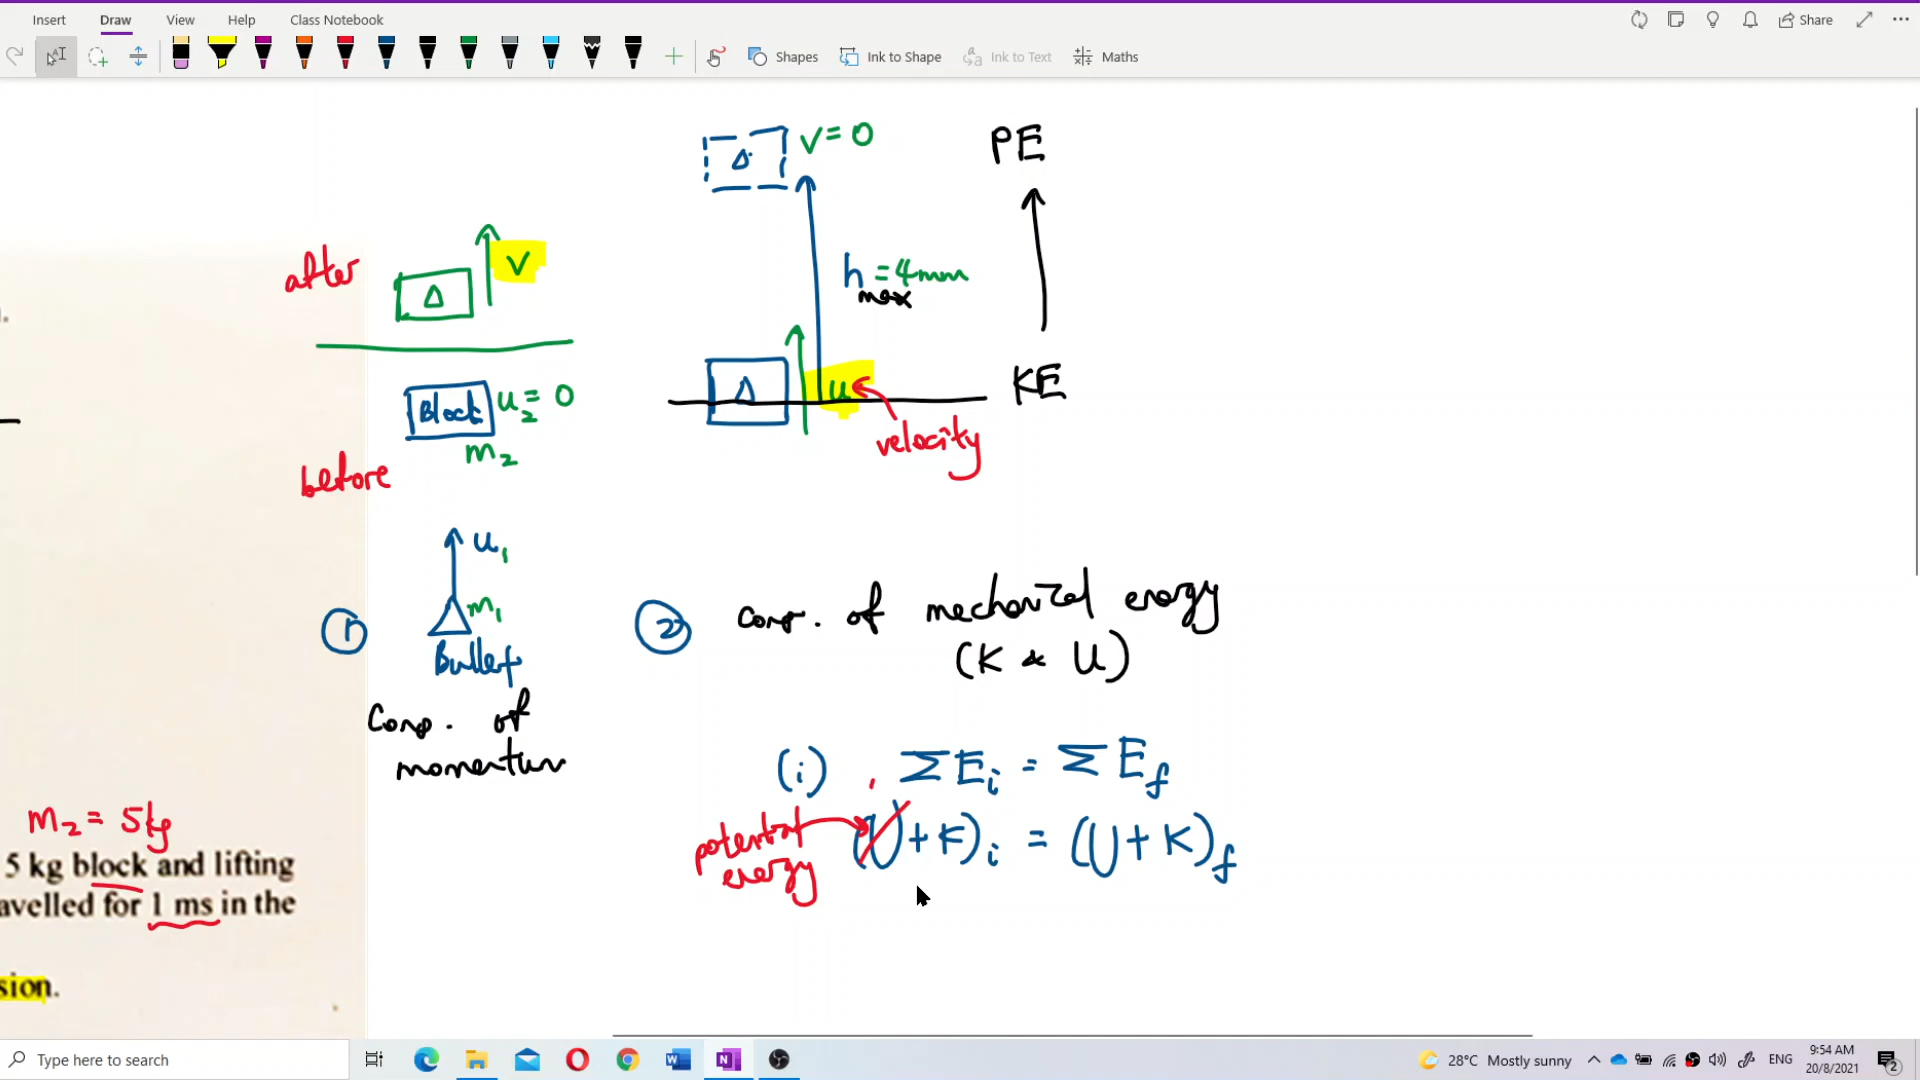 Insert Draw View Help Class Notebook
Share
Shapes Ink to Shape Ink to Text Maths
v = 0
PE
after
v
h = 4mm
max
Block u2 = 0
m2
before
u
KE
velocity
u1
m1
1
Bullet
2
cons. of mechanical energy
(K & U)
Cons. of
momentum
(i) ΣEi = ΣEf
potential
energy
(U + K)i = (U + K)f
m2 = 5kg
5 kg block and lifting
avelled for 1 ms in the
sion.
Type here to search
28°C Mostly sunny
ENG
9:54 AM
20/8/2021
2